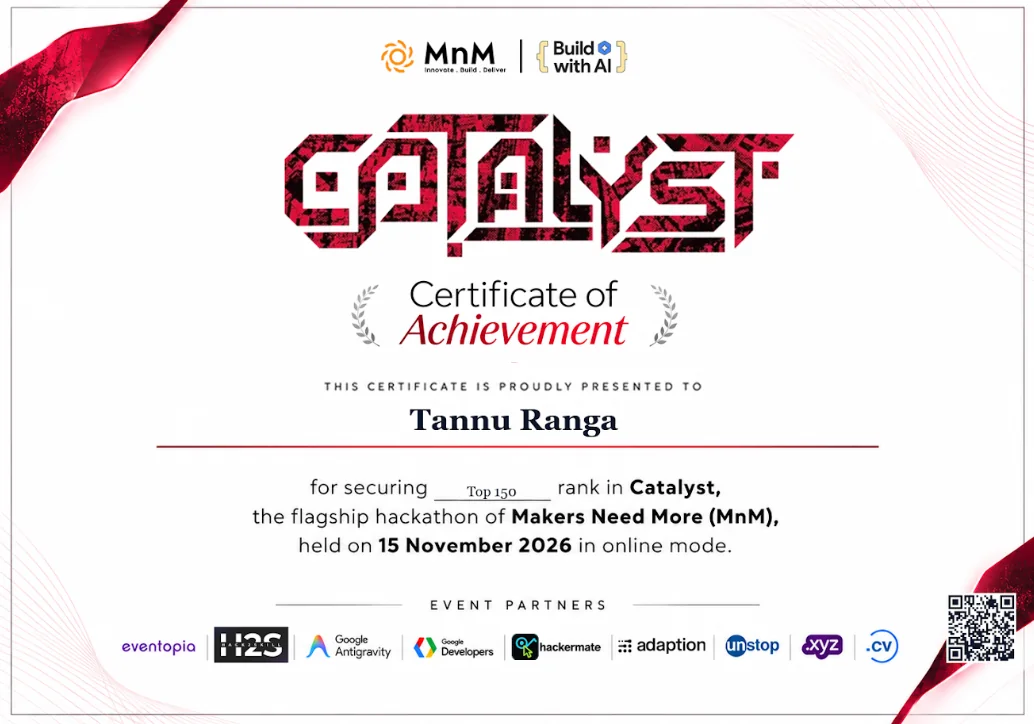 MnM
Innovate . Build . Deliver
Build with AI
CATALYST
Certificate of
Achievement
THIS CERTIFICATE IS PROUDLY PRESENTED TO
Tannu Ranga
for securing Top 150 rank in Catalyst,
the flagship hackathon of Makers Need More (MnM),
held on 15 November 2026 in online mode.
EVENT PARTNERS
eventopia
H2S
HACK2SKILL
Google Antigravity
Google Developers
hackermate
adaption
unstop
.xyz
.cv